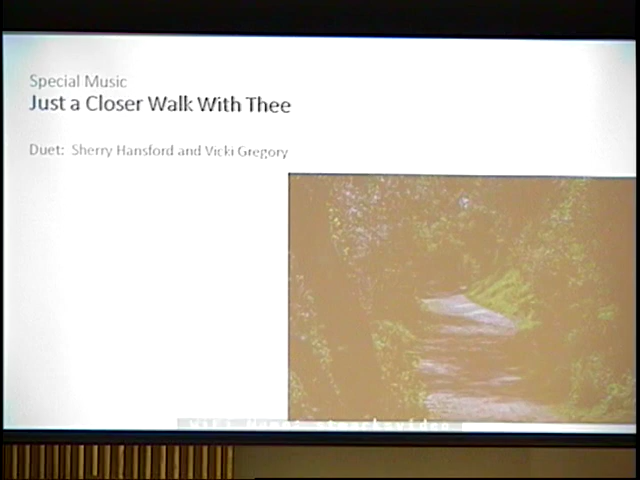 Special Music
Just a Closer Walk With Thee
Duet: Sherry Hansford and Vicki Gregory